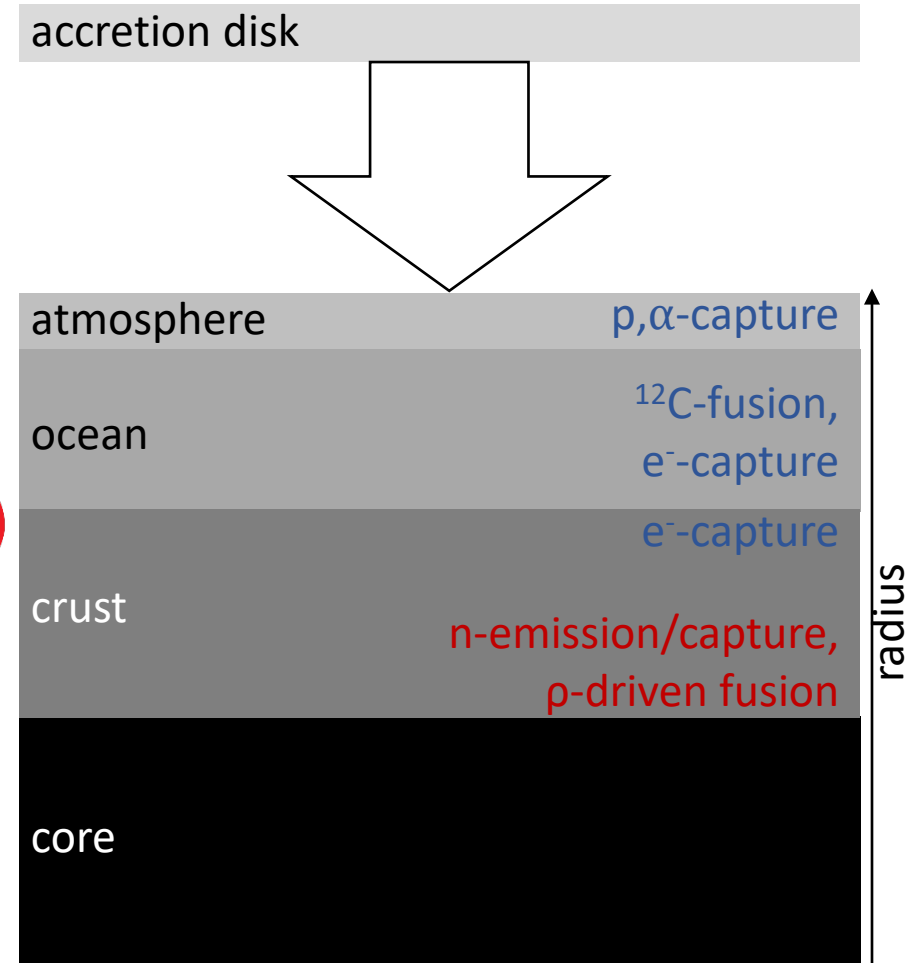 accretion disk
atmosphere p,α-capture
ocean ¹²C-fusion,
e⁻-capture
e⁻-capture
crust
n-emission/capture,
ρ-driven fusion
core
radius